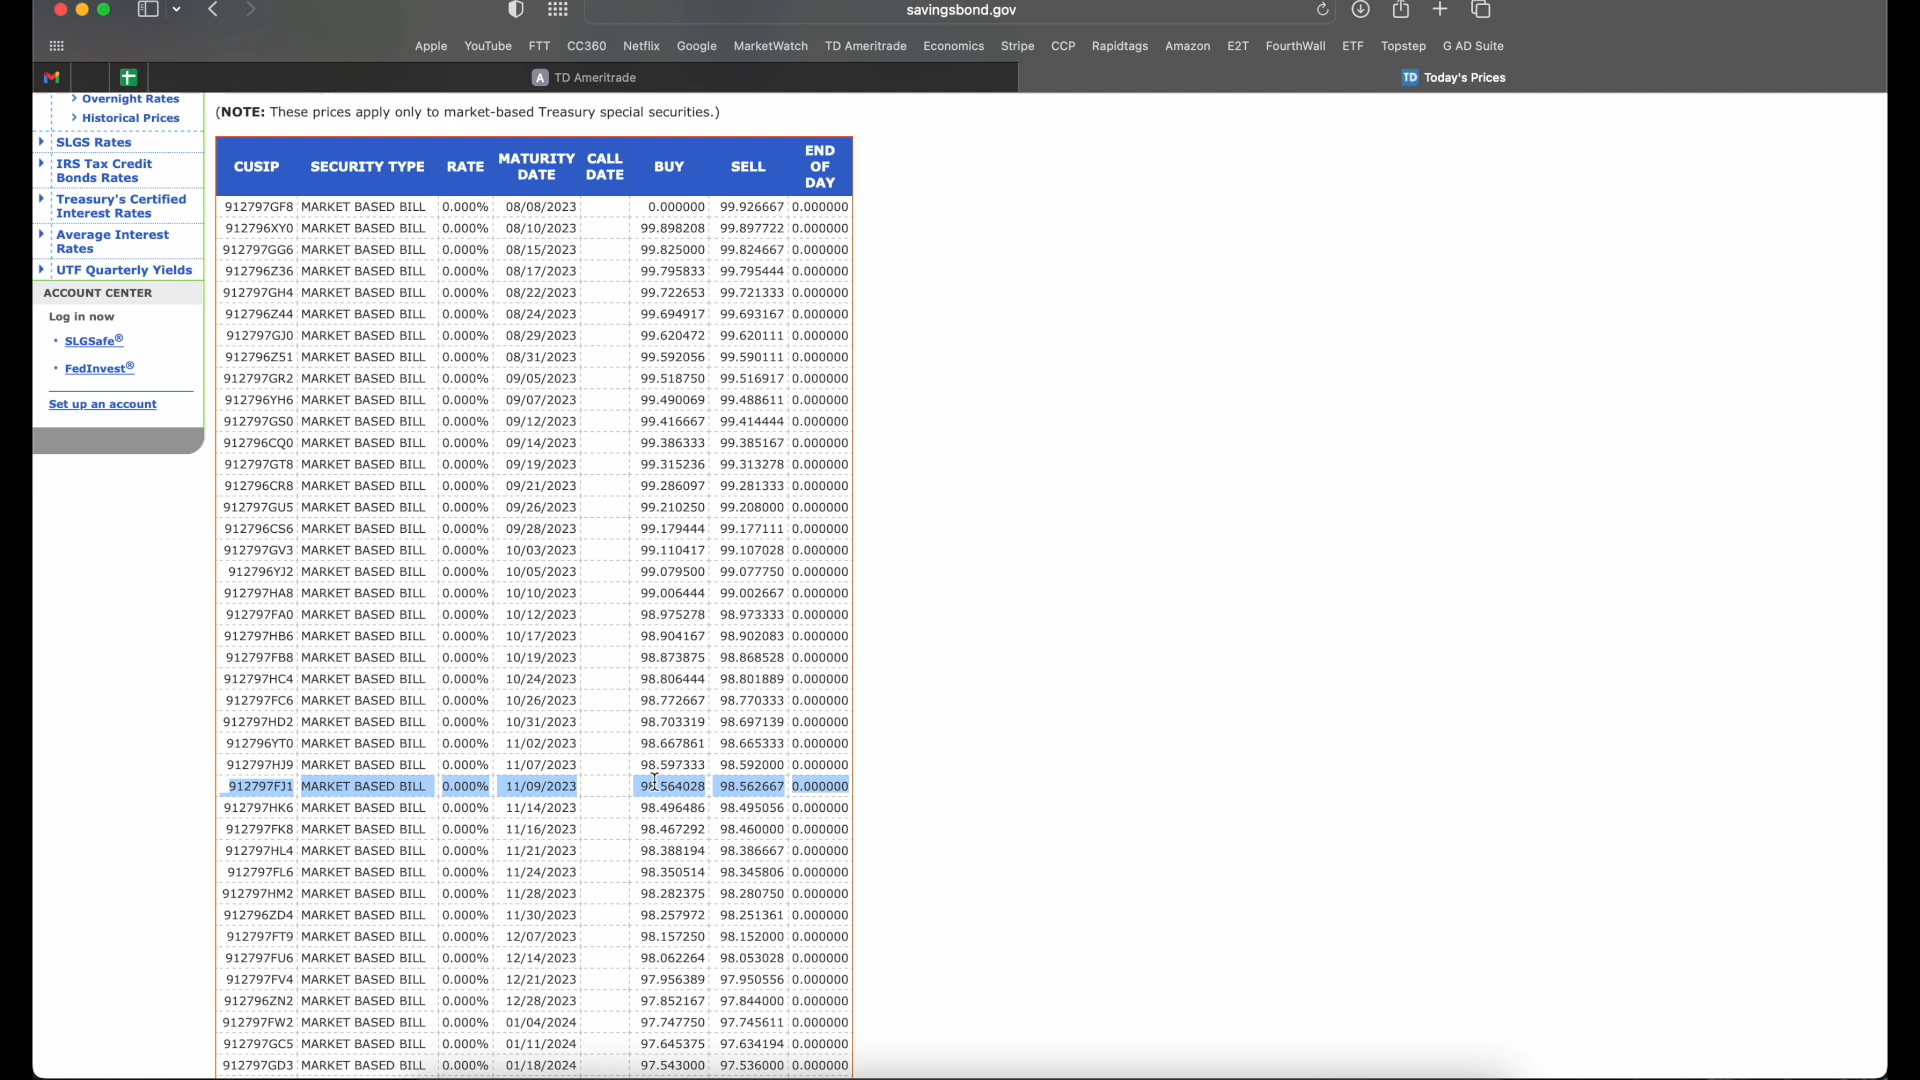 savingsbond.gov
Apple YouTube FTT CC360 Netflix Google MarketWatch TD Ameritrade Economics Stripe CCP Rapidtags Amazon E2T FourthWall ETF Topstep G AD Suite
A TD Ameritrade
TD Today's Prices
Overnight Rates
Historical Prices
SLGS Rates
IRS Tax Credit
Bonds Rates
Treasury's Certified
Interest Rates
Average Interest
Rates
UTF Quarterly Yields
ACCOUNT CENTER
Log in now
• SLGSafe®
• FedInvest®
Set up an account
(NOTE: These prices apply only to market-based Treasury special securities.)
CUSIP SECURITY TYPE RATE MATURITY DATE CALL DATE BUY SELL END OF DAY
912797GF8 MARKET BASED BILL 0.000% 08/08/2023 0.000000 99.926667 0.000000
912796XY0 MARKET BASED BILL 0.000% 08/10/2023 99.898208 99.897722 0.000000
912797GG6 MARKET BASED BILL 0.000% 08/15/2023 99.825000 99.824667 0.000000
912796Z36 MARKET BASED BILL 0.000% 08/17/2023 99.795833 99.795444 0.000000
912797GH4 MARKET BASED BILL 0.000% 08/22/2023 99.722653 99.721333 0.000000
912796Z44 MARKET BASED BILL 0.000% 08/24/2023 99.694917 99.693167 0.000000
912797GJ0 MARKET BASED BILL 0.000% 08/29/2023 99.620472 99.620111 0.000000
912796Z51 MARKET BASED BILL 0.000% 08/31/2023 99.592056 99.590111 0.000000
912797GR2 MARKET BASED BILL 0.000% 09/05/2023 99.518750 99.516917 0.000000
912796YH6 MARKET BASED BILL 0.000% 09/07/2023 99.490069 99.488611 0.000000
912797GS0 MARKET BASED BILL 0.000% 09/12/2023 99.416667 99.414444 0.000000
912796CQ0 MARKET BASED BILL 0.000% 09/14/2023 99.386333 99.385167 0.000000
912797GT8 MARKET BASED BILL 0.000% 09/19/2023 99.315236 99.313278 0.000000
912796CR8 MARKET BASED BILL 0.000% 09/21/2023 99.286097 99.281333 0.000000
912797GU5 MARKET BASED BILL 0.000% 09/26/2023 99.210250 99.208000 0.000000
912796CS6 MARKET BASED BILL 0.000% 09/28/2023 99.179444 99.177111 0.000000
912797GV3 MARKET BASED BILL 0.000% 10/03/2023 99.110417 99.107028 0.000000
912796YJ2 MARKET BASED BILL 0.000% 10/05/2023 99.079500 99.077750 0.000000
912797HA8 MARKET BASED BILL 0.000% 10/10/2023 99.006444 99.002667 0.000000
912797FA0 MARKET BASED BILL 0.000% 10/12/2023 98.975278 98.973333 0.000000
912797HB6 MARKET BASED BILL 0.000% 10/17/2023 98.904167 98.902083 0.000000
912797FB8 MARKET BASED BILL 0.000% 10/19/2023 98.873875 98.868528 0.000000
912797HC4 MARKET BASED BILL 0.000% 10/24/2023 98.806444 98.801889 0.000000
912797FC6 MARKET BASED BILL 0.000% 10/26/2023 98.772667 98.770333 0.000000
912797HD2 MARKET BASED BILL 0.000% 10/31/2023 98.703319 98.697139 0.000000
912796YT0 MARKET BASED BILL 0.000% 11/02/2023 98.667861 98.665333 0.000000
912797HJ9 MARKET BASED BILL 0.000% 11/07/2023 98.597333 98.592000 0.000000
912797FJ1 MARKET BASED BILL 0.000% 11/09/2023 98.564028 98.562667 0.000000
912797HK6 MARKET BASED BILL 0.000% 11/14/2023 98.496486 98.495056 0.000000
912797FK8 MARKET BASED BILL 0.000% 11/16/2023 98.467292 98.460000 0.000000
912797HL4 MARKET BASED BILL 0.000% 11/21/2023 98.388194 98.386667 0.000000
912797FL6 MARKET BASED BILL 0.000% 11/24/2023 98.350514 98.345806 0.000000
912797HM2 MARKET BASED BILL 0.000% 11/28/2023 98.282375 98.280750 0.000000
912796ZD4 MARKET BASED BILL 0.000% 11/30/2023 98.257972 98.251361 0.000000
912797FT9 MARKET BASED BILL 0.000% 12/07/2023 98.157250 98.152000 0.000000
912797FU6 MARKET BASED BILL 0.000% 12/14/2023 98.062264 98.053028 0.000000
912797FV4 MARKET BASED BILL 0.000% 12/21/2023 97.956389 97.950556 0.000000
912796ZN2 MARKET BASED BILL 0.000% 12/28/2023 97.852167 97.844000 0.000000
912797FW2 MARKET BASED BILL 0.000% 01/04/2024 97.747750 97.745611 0.000000
912797GC5 MARKET BASED BILL 0.000% 01/11/2024 97.645375 97.634194 0.000000
912797GD3 MARKET BASED BILL 0.000% 01/18/2024 97.543000 97.536000 0.000000